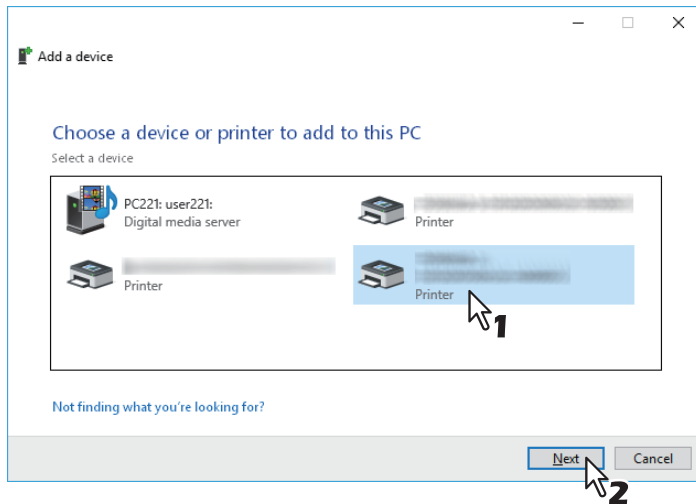 Add a device
Choose a device or printer to add to this PC
Select a device
PC221: user221:
Digital media server
Printer
Printer
Printer
1
Not finding what you're looking for?
Next
Cancel
2